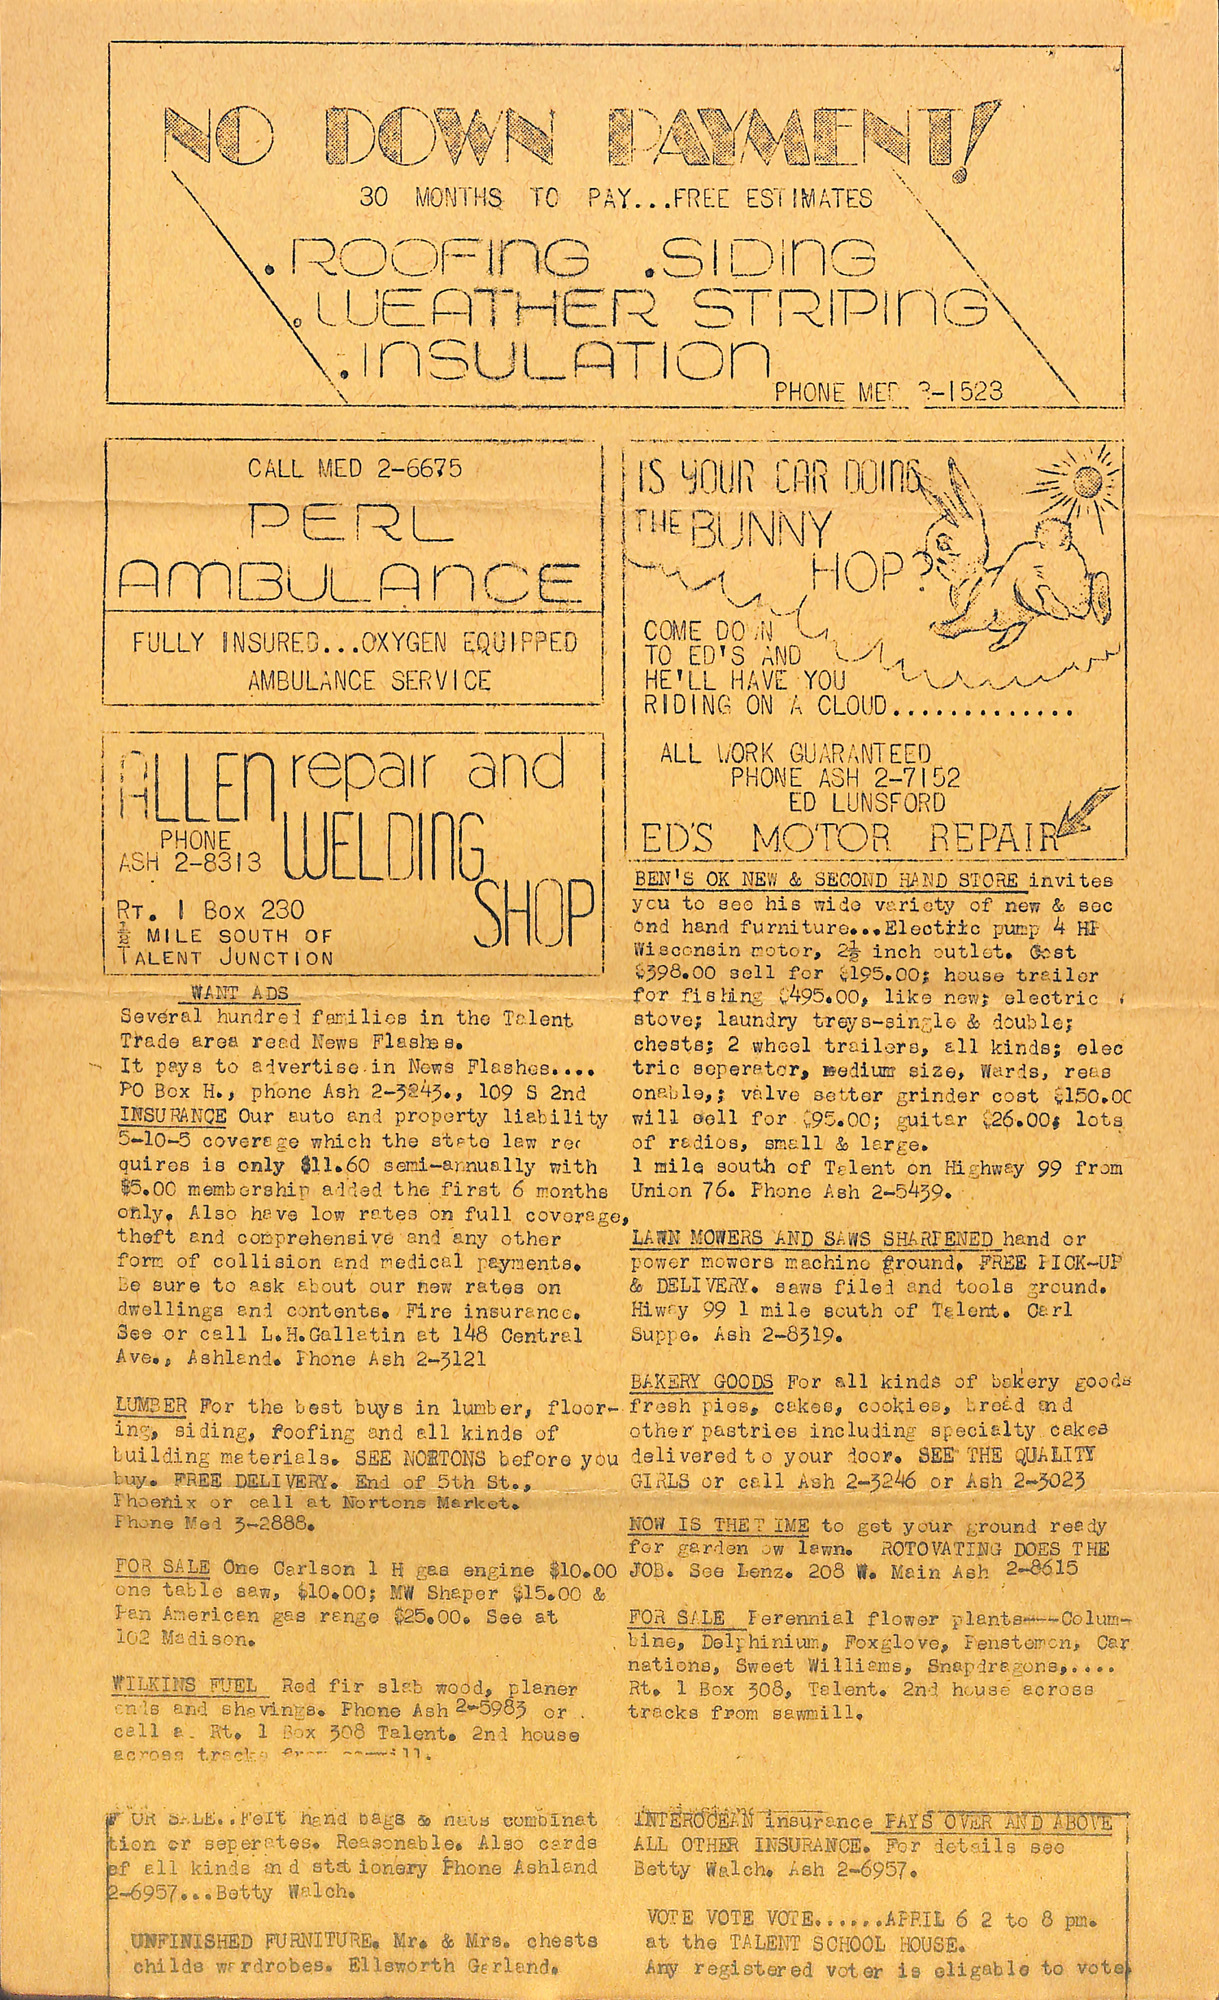 NO DOWN PAYMENT!
30 MONTHS TO PAY...FREE ESTIMATES
.ROOFING .SIDING
.WEATHER STRIPING
.INSULATION
PHONE MED -1523
CALL MED 2-6675
PERL
AMBULANCE
FULLY INSURED...OXYGEN EQUIPPED
AMBULANCE SERVICE
ALLEN repair and
WELDING
SHOP
PHONE
ASH 2-8313
RT. 1 Box 230
½ MILE SOUTH OF
TALENT JUNCTION
WANT ADS
Several hundred families in the Talent
Trade area read News Flashes.
It pays to advertise in News Flashes....
PO Box H., phone Ash 2-3243., 109 S 2nd
INSURANCE Our auto and property liability
5-10-5 coverage which the state law rec
quires is only $11.60 semi-annually with
$5.00 membership added the first 6 months
only. Also have low rates on full coverage,
theft and comprehensive and any other
form of collision and medical payments.
Be sure to ask about our new rates on
dwellings and contents. Fire insurance.
See or call L.H.Gallatin at 148 Central
Ave., Ashland. Phone Ash 2-3121
LUMBER For the best buys in lumber, floor-
ing, siding, roofing and all kinds of
building materials. SEE NORTONS before you
buy. FREE DELIVERY. End of 5th St.,
Phoenix or call at Nortons Market.
Phone Med 3-2888.
FOR SALE One Carlson 1 H gas engine $10.00
one table saw, $10.00; MW Shaper $15.00 &
Pan American gas range $25.00. See at
102 Madison.
WILKINS FUEL Red fir slab wood, planer
ends and shavings. Phone Ash 2-5983 or
call a. Rt. 1 Box 308 Talent. 2nd house
across tracks
FOR SALE..Felt hand bags & hats combinat
tion or seperates. Reasonable. Also cards
of all kinds and stationery Phone Ashland
2-6957...Betty Walch.
UNFINISHED FURNITURE. Mr. & Mrs. chests
childs wardrobes. Ellsworth Garland.
IS YOUR CAR DOING
THE BUNNY
HOP?
COME DOWN
TO ED'S AND
HE'LL HAVE YOU
RIDING ON A CLOUD.............
ALL WORK GUARANTEED
PHONE ASH 2-7152
ED LUNSFORD
ED'S MOTOR REPAIR
BEN'S OK NEW & SECOND HAND STORE invites
you to see his wide variety of new & sec
ond hand furniture...Electric pump 4 HP
Wisconsin motor, 2½ inch outlet. Cost
$398.00 sell for $195.00; house trailer
for fishing $495.00, like new; electric
stove; laundry treys-single & double;
chests; 2 wheel trailers, all kinds; elec
tric seperator, medium size, Wards, reas
onable,; valve setter grinder cost $150.00
will sell for $95.00; guitar $26.00; lots
of radios, small & large.
1 mile south of Talent on Highway 99 from
Union 76. Phone Ash 2-5439.
LAWN MOWERS AND SAWS SHARPENED hand or
power mowers machine ground. FREE PICK-UP
& DELIVERY. saws filed and tools ground.
Hiway 99 1 mile south of Talent. Carl
Suppe. Ash 2-8319.
BAKERY GOODS For all kinds of bakery goods
fresh pies, cakes, cookies, bread and
other pastries including specialty cakes
delivered to your door. SEE THE QUALITY
GIRLS or call Ash 2-3246 or Ash 2-3023
NOW IS THET IME to get your ground ready
for garden ow lawn. ROTOVATING DOES THE
JOB. See Lenz. 208 W. Main Ash 2-8615
FOR SALE Perennial flower plants---Colum-
bine, Delphinium, Foxglove, Penstemon, Car
nations, Sweet Williams, Snapdragons,....
Rt. 1 Box 308, Talent. 2nd house across
tracks from sawmill.
INTEROCEAN insurance PAYS OVER AND ABOVE
ALL OTHER INSURANCE. For details see
Betty Walch. Ash 2-6957.
VOTE VOTE VOTE......APRIL 6 2 to 8 pm.
at the TALENT SCHOOL HOUSE.
Any registered voter is eligable to vote.